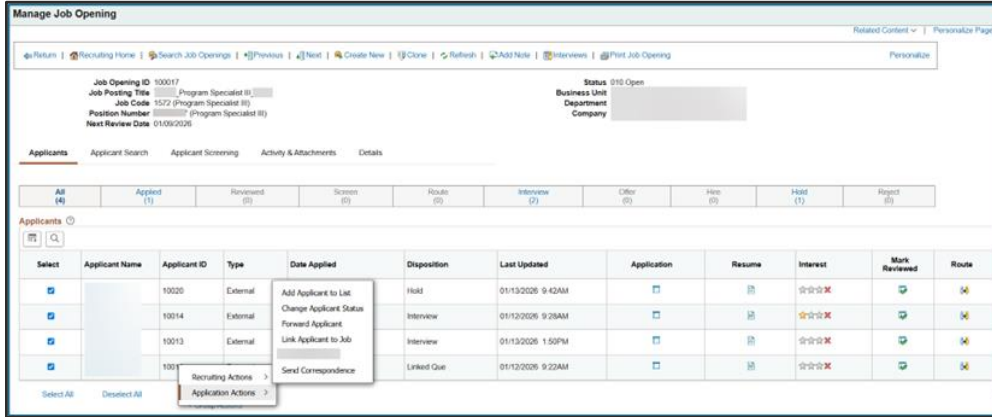 Manage Job Opening
Related Content | Personalize Page
Return | Recruiting Home | Search Job Openings | Previous | Next | Create New | Clone | Refresh | Add Note | Interviews | Print Job Opening Personalize
Job Opening ID 100017 Status 010 Open
Job Posting Title Program Specialist III Business Unit
Job Code 1572 (Program Specialist III) Department
Position Number (Program Specialist III) Company
Next Review Date 01/09/2026
Applicants Applicant Search Applicant Screening Activity & Attachments Details
All Applied Reviewed Screen Route Interview Offer Hire Hold Reject
(4) (1) (0) (0) (0) (2) (0) (0) (1) (0)
Applicants
Select Applicant Name Applicant ID Type Date Applied Disposition Last Updated Application Resume Interest Mark Reviewed Route
10020 External Hold 01/13/2026 9:42AM
10014 External Interview 01/12/2026 9:28AM
10013 External Interview 01/13/2026 1:50PM
Linked Que 01/12/2026 9:22AM
Add Applicant to List
Change Applicant Status
Forward Applicant
Link Applicant to Job
Send Correspondence
Recruiting Actions >
Application Actions >
Select All Deselect All